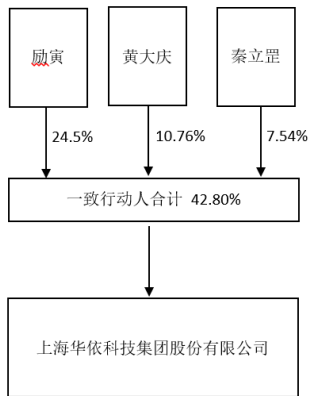 励寅
黄大庆
秦立罡
24.5%
10.76%
7.54%
一致行动人合计 42.80%
上海华依科技集团股份有限公司